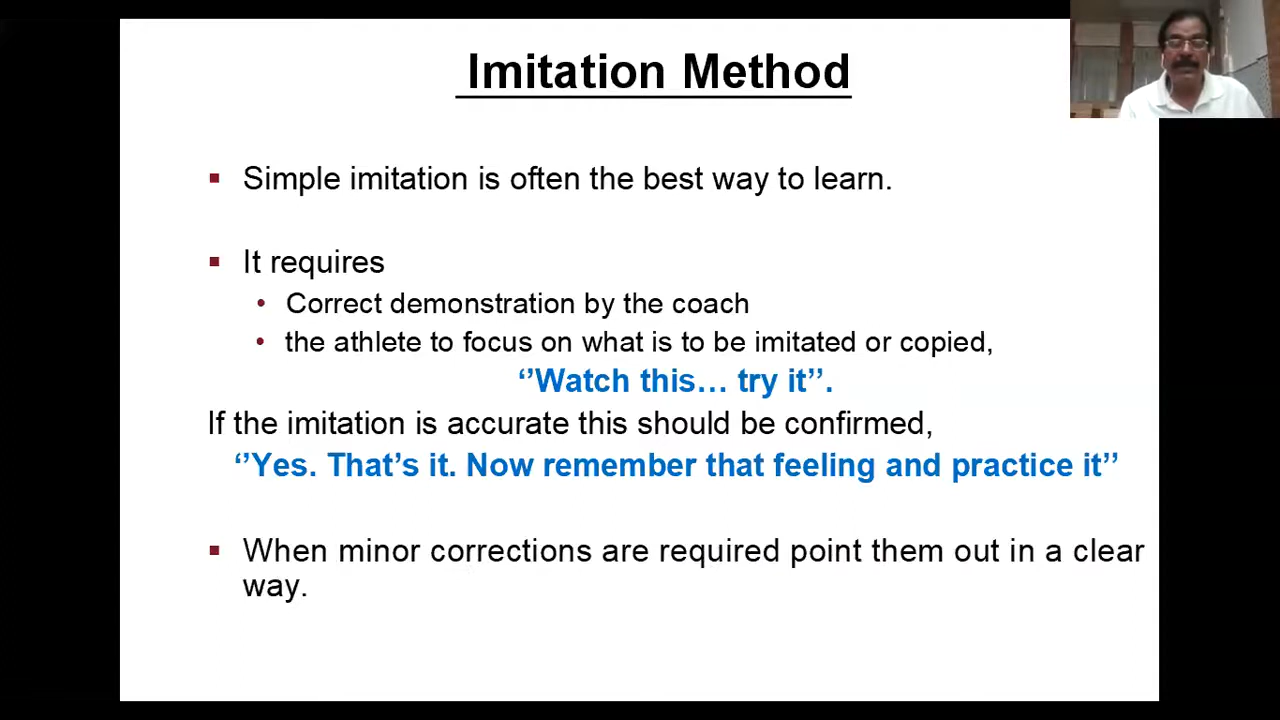 Imitation Method
▪ Simple imitation is often the best way to learn.
▪ It requires
• Correct demonstration by the coach
• the athlete to focus on what is to be imitated or copied,
‘’Watch this… try it’’.
If the imitation is accurate this should be confirmed,
‘’Yes. That’s it. Now remember that feeling and practice it’’
▪ When minor corrections are required point them out in a clear
way.